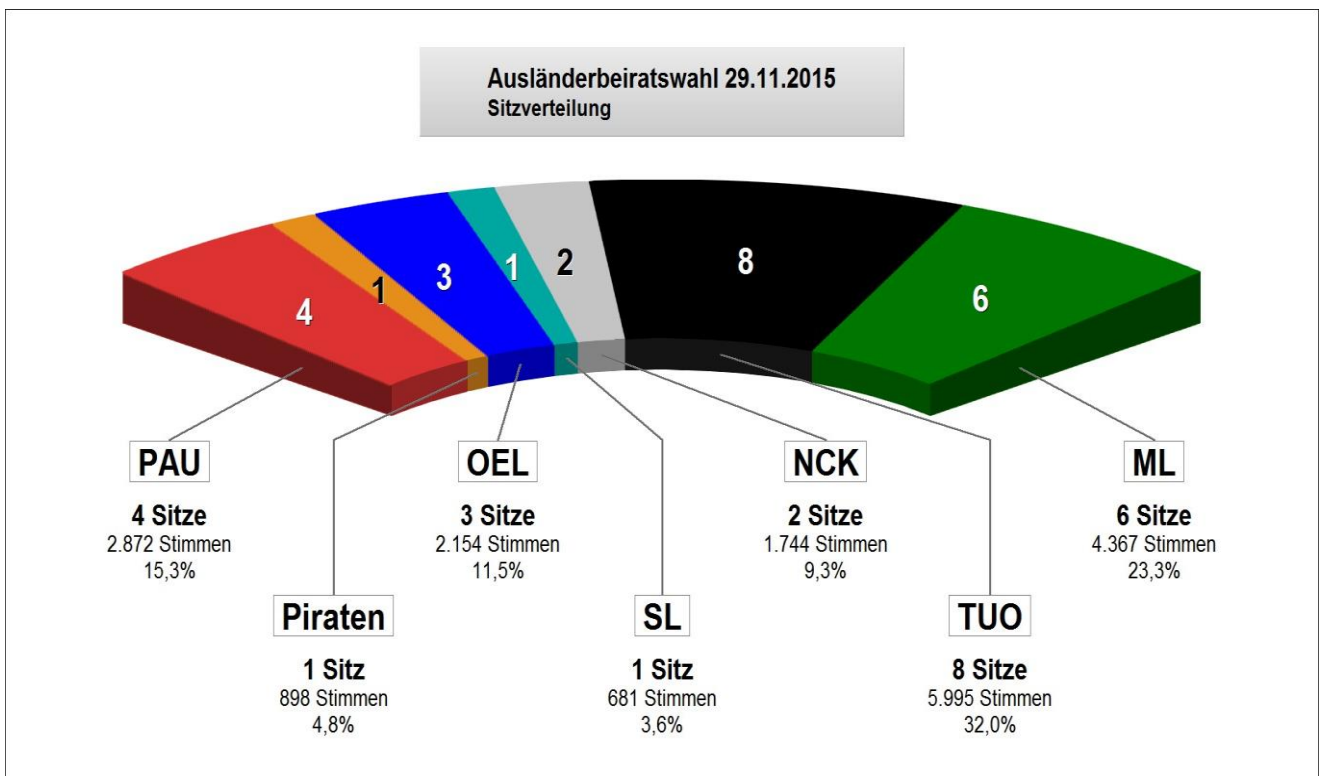 Ausländerbeiratswahl 29.11.2015
Sitzverteilung
4
1
3
1
2
8
6
PAU
4 Sitze
2.872 Stimmen
15,3%
Piraten
1 Sitz
898 Stimmen
4,8%
OEL
3 Sitze
2.154 Stimmen
11,5%
SL
1 Sitz
681 Stimmen
3,6%
NCK
2 Sitze
1.744 Stimmen
9,3%
TUO
8 Sitze
5.995 Stimmen
32,0%
ML
6 Sitze
4.367 Stimmen
23,3%